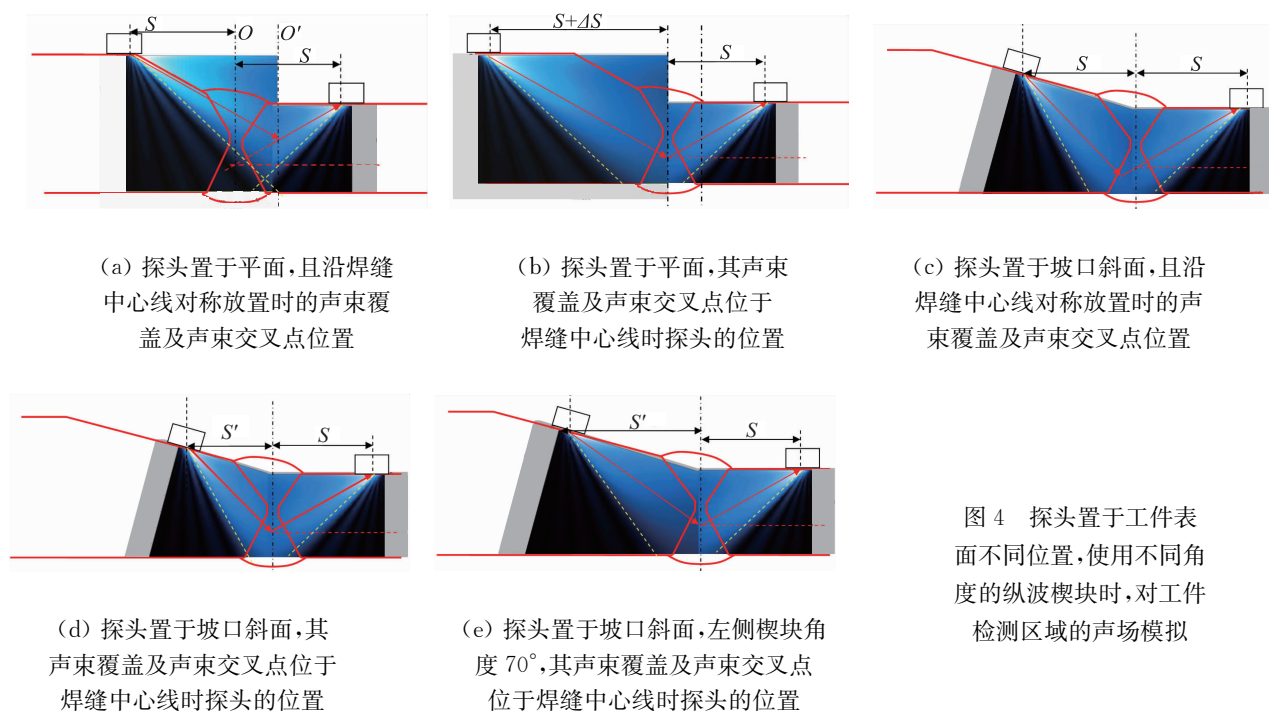 S
O
O'
S
S+ΔS
S
S
S
(a) 探头置于平面,且沿焊缝
中心线对称放置时的声束覆
盖及声束交叉点位置
(b) 探头置于平面,其声束
覆盖及声束交叉点位于
焊缝中心线时探头的位置
(c) 探头置于坡口斜面,且沿
焊缝中心线对称放置时的声
束覆盖及声束交叉点位置
S'
S
S'
S
(d) 探头置于坡口斜面,其
声束覆盖及声束交叉点位于
焊缝中心线时探头的位置
(e) 探头置于坡口斜面,左侧楔块角
度 70°,其声束覆盖及声束交叉点
位于焊缝中心线时探头的位置
图 4 探头置于工件表
面不同位置,使用不同角
度的纵波楔块时,对工件
检测区域的声场模拟